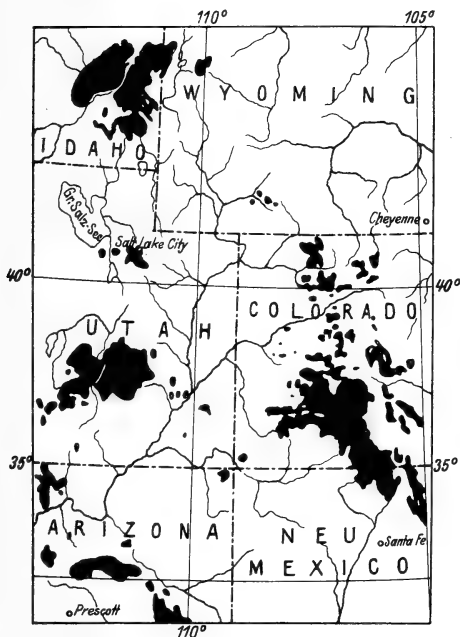 110° 105°
WYOMING
IDAHO
Gr. Salz-See
Cheyenne
Salt Lake City
40° 40°
COLORADO
UTAH
35° 35°
ARIZONA NEU
Santa Fe
MEXICO
Prescott
110°